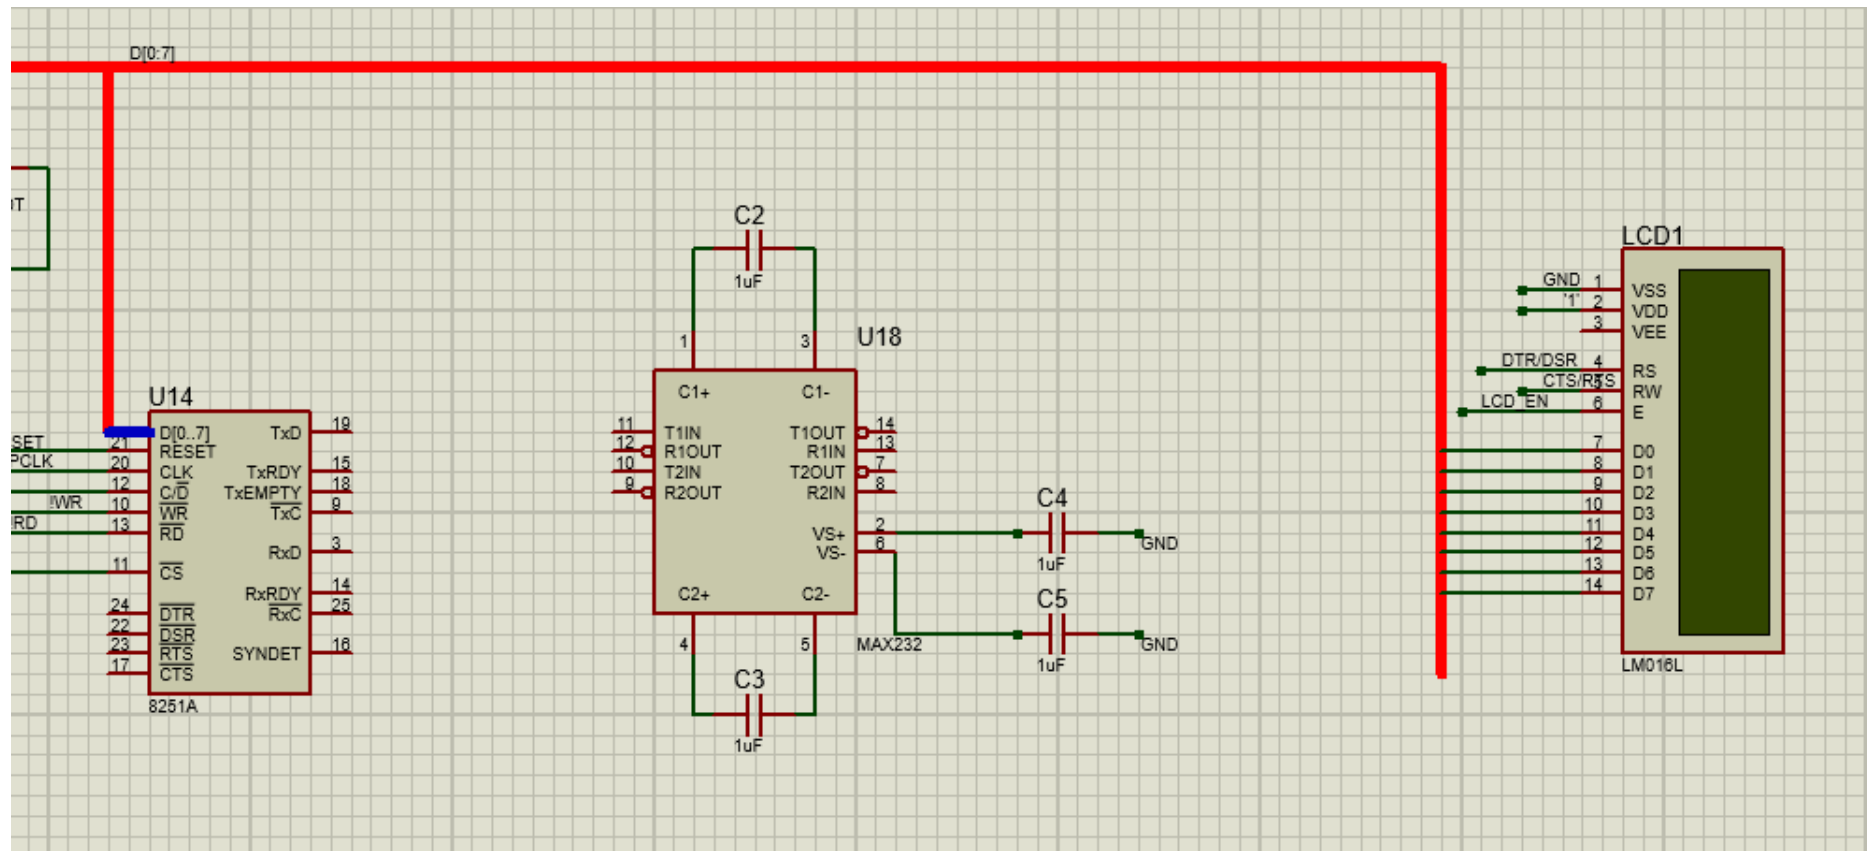 D[0:7]
C2
1uF
1
3
U18
C1+
C1-
11
T1IN
T1OUT
14
12
R1OUT
R1IN
13
10
T2IN
T2OUT
7
9
R2OUT
R2IN
8
VS+
2
VS-
6
C2+
C2-
4
5
MAX232
C3
1uF
C4
1uF
GND
C5
1uF
GND
U14
D[0..7]
TxD
19
SET
21
RESET
PCLK
20
CLK
TxRDY
15
12
C/D
TxEMPTY
18
!WR
10
WR
TxC
9
RD
13
RD
RxD
3
11
CS
RxRDY
14
24
DTR
RxC
25
22
DSR
23
RTS
SYNDET
16
17
CTS
8251A
LCD1
GND
1
VSS
'1'
2
VDD
3
VEE
DTR/DSR
4
RS
CTS/RTS
5
RW
LCD_EN
6
E
7
D0
8
D1
9
D2
10
D3
11
D4
12
D5
13
D6
14
D7
LM016L